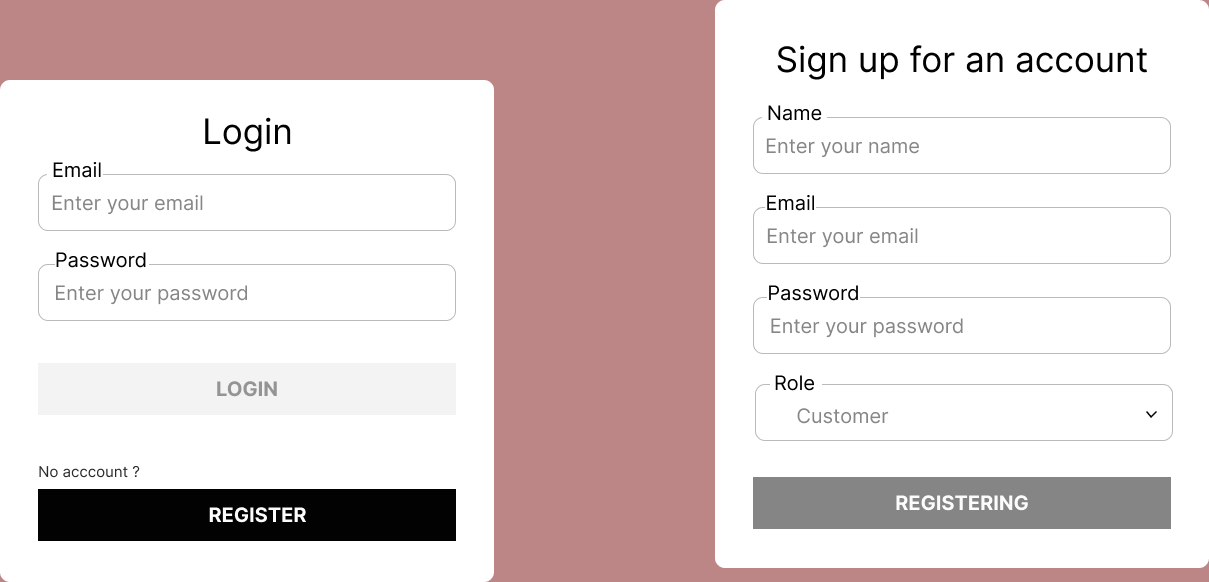 Login
Email
Enter your email
Password
Enter your password
LOGIN
No acccount ?
REGISTER
Sign up for an account
Name
Enter your name
Email
Enter your email
Password
Enter your password
Role
Customer
REGISTERING